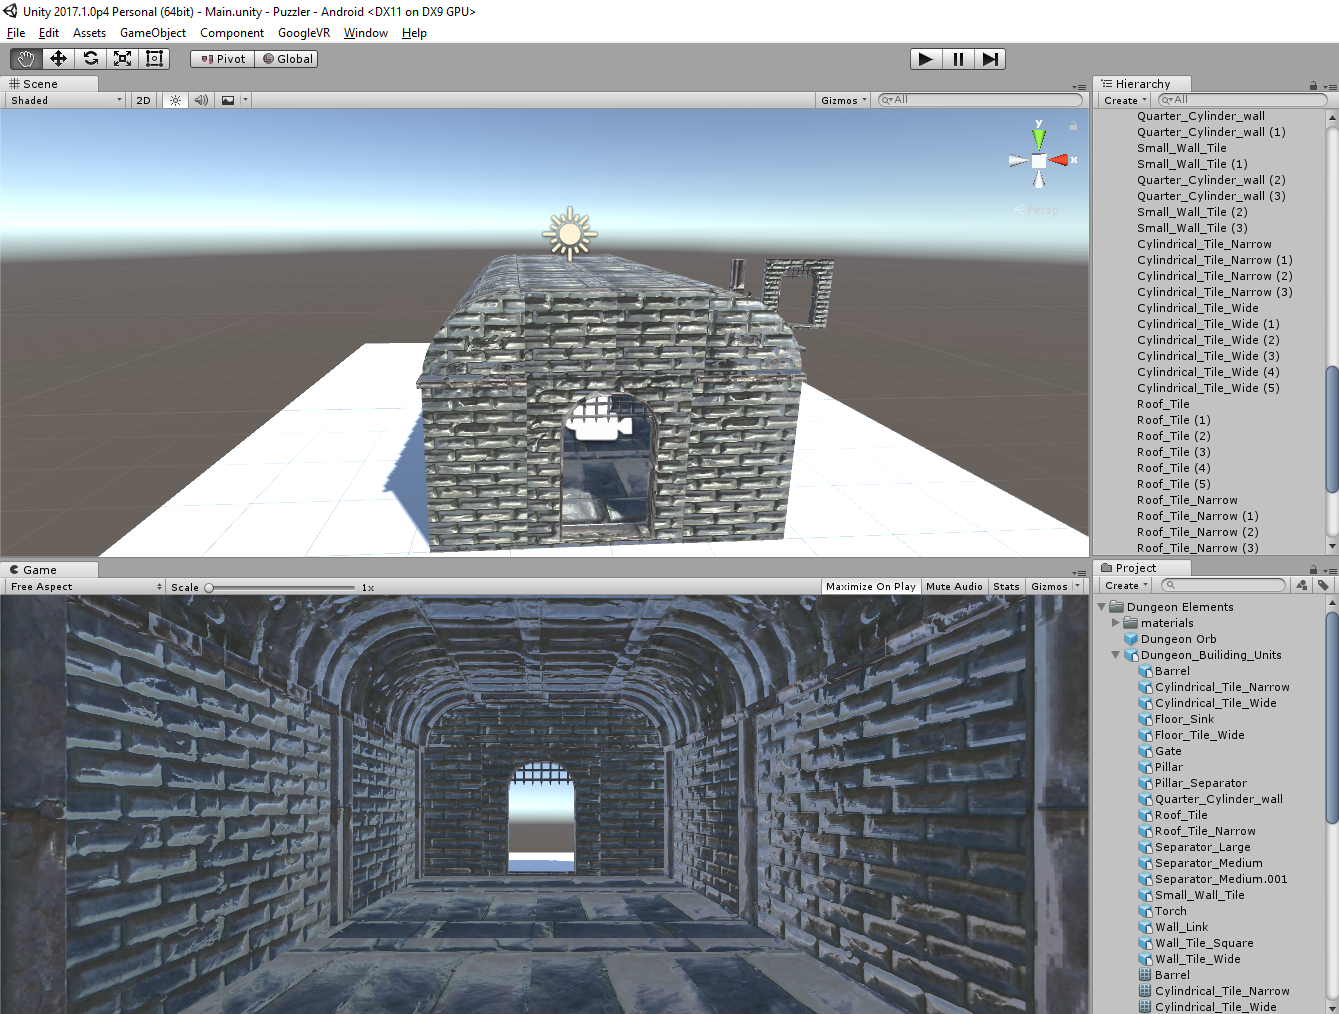 Unity 2017.1.0p4 Personal (64bit) - Main.unity - Puzzler - Android <DX11 on DX9 GPU>
File Edit Assets GameObject Component GoogleVR Window Help
Pivot Global
Scene
Shaded 2D Gizmos All
y
x
Persp
Hierarchy
Create All
Quarter_Cylinder_wall
Quarter_Cylinder_wall (1)
Small_Wall_Tile
Small_Wall_Tile (1)
Quarter_Cylinder_wall (2)
Quarter_Cylinder_wall (3)
Small_Wall_Tile (2)
Small_Wall_Tile (3)
Cylindrical_Tile_Narrow
Cylindrical_Tile_Narrow (1)
Cylindrical_Tile_Narrow (2)
Cylindrical_Tile_Narrow (3)
Cylindrical_Tile_Wide
Cylindrical_Tile_Wide (1)
Cylindrical_Tile_Wide (2)
Cylindrical_Tile_Wide (3)
Cylindrical_Tile_Wide (4)
Cylindrical_Tile_Wide (5)
Roof_Tile
Roof_Tile (1)
Roof_Tile (2)
Roof_Tile (3)
Roof_Tile (4)
Roof_Tile (5)
Roof_Tile_Narrow
Roof_Tile_Narrow (1)
Roof_Tile_Narrow (2)
Roof_Tile_Narrow (3)
Game
Free Aspect Scale 1x Maximize On Play Mute Audio Stats Gizmos
Project
Create
Dungeon Elements
materials
Dungeon Orb
Dungeon_Builiding_Units
Barrel
Cylindrical_Tile_Narrow
Cylindrical_Tile_Wide
Floor_Sink
Floor_Tile_Wide
Gate
Pillar
Pillar_Separator
Quarter_Cylinder_wall
Roof_Tile
Roof_Tile_Narrow
Separator_Large
Separator_Medium
Separator_Medium.001
Small_Wall_Tile
Torch
Wall_Link
Wall_Tile_Square
Wall_Tile_Wide
Barrel
Cylindrical_Tile_Narrow
Cylindrical_Tile_Wide